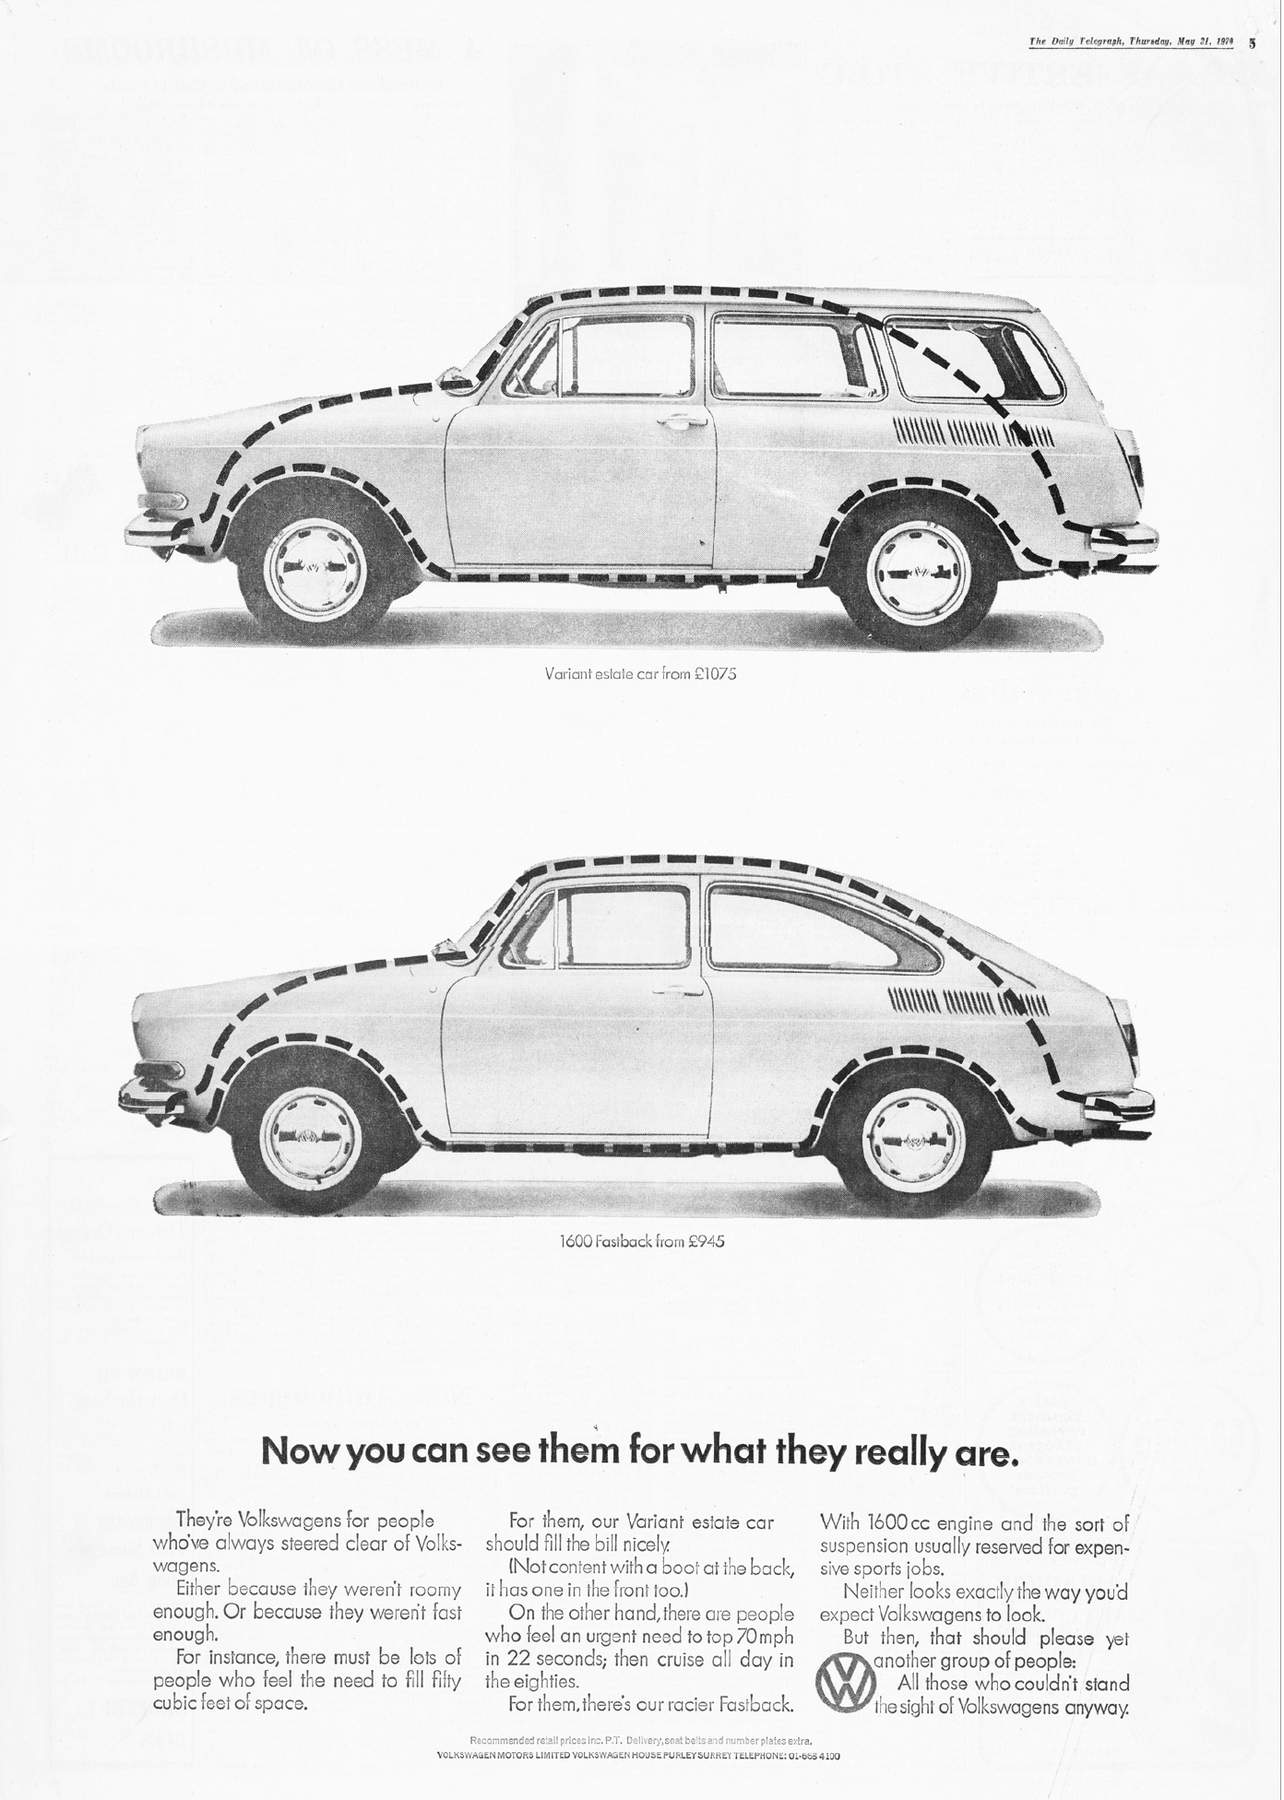 The Daily Telegraph, Thursday, May 21, 1970 5
Variant estate car from £1075
1600 Fastback from £945
Now you can see them for what they really are.
They're Volkswagens for people
who've always steered clear of Volks-
wagens.
Either because they weren't roomy
enough. Or because they weren't fast
enough.
For instance, there must be lots of
people who feel the need to fill fifty
cubic feet of space.
For them, our Variant estate car
should fill the bill nicely.
(Not content with a boot at the back,
it has one in the front too.)
On the other hand, there are people
who feel an urgent need to top 70mph
in 22 seconds; then cruise all day in
the eighties.
For them, there's our racier Fastback.
With 1600cc engine and the sort of
suspension usually reserved for expen-
sive sports jobs.
Neither looks exactly the way you'd
expect Volkswagens to look.
But then, that should please yet
another group of people:
All those who couldn't stand
the sight of Volkswagens anyway.
VW
Recommended retail prices inc. P.T. Delivery, seat belts and number plates extra.
VOLKSWAGEN MOTORS LIMITED VOLKSWAGEN HOUSE PURLEY SURREY TELEPHONE: 01-668 4100